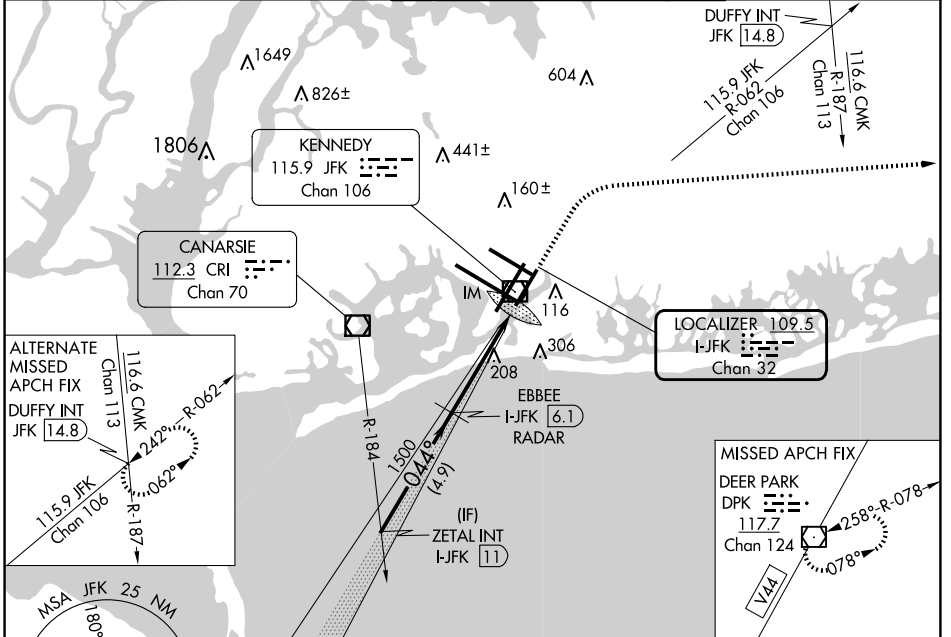 DUFFY INT
JFK 14.8
115.9 JFK
R-062
Chan 106
116.6 CMK
R-187
Chan 113
1649
826±
604
1806
441±
160±
KENNEDY
115.9 JFK
Chan 106
CANARSIE
112.3 CRI
Chan 70
IM
116
LOCALIZER 109.5
I-JFK
Chan 32
306
208
EBBEE
I-JFK 6.1
RADAR
R-184
1500
044°
(4.9)
(IF)
ZETAL INT
I-JFK 11
ALTERNATE
MISSED
APCH FIX
DUFFY INT
JFK 14.8
116.6 CMK
Chan 113
R-062
242°
062°
115.9 JFK
Chan 106
R-187
MISSED APCH FIX
DEER PARK
DPK
117.7
Chan 124
258°
R-078
078°
V44
MSA JFK 25 NM
180°